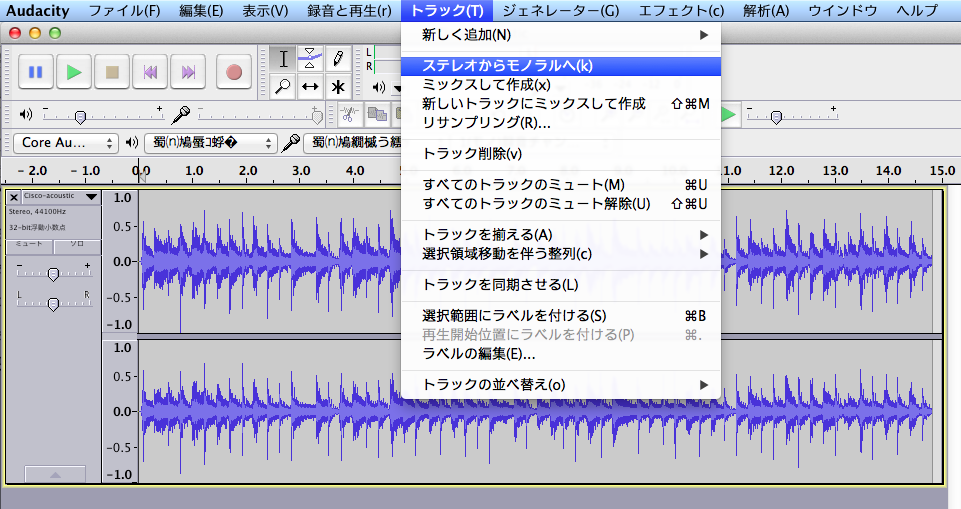 Audacity ファイル(F) 編集(E) 表示(V) 録音と再生(r) トラック(T) ジェネレーター(G) エフェクト(c) 解析(A) ウインドウ ヘルプ
新しく追加(N)
ステレオからモノラルへ(k)
ミックスして作成(x)
新しいトラックにミックスして作成 ⇧⌘M
リサンプリング(R)...
トラック削除(v)
すべてのトラックのミュート(M) ⌘U
すべてのトラックのミュート解除(U) ⇧⌘U
トラックを揃える(A)
選択領域移動を伴う整列(c)
トラックを同期させる(L)
選択範囲にラベルを付ける(S) ⌘B
再生開始位置にラベルを付ける(P) ⌘.
ラベルの編集(E)...
トラックの並べ替え(o)
L
R
- + - + - +
Core Au...
-2.0 -1.0 0.0 1.0 2.0 3.0 4.0 11.0 12.0 13.0 14.0 15.0
Cisco-acoustic
Stereo, 44100Hz
32-bit浮動小数点
ミュート ソロ
- +
L R
1.0
0.5
0.0
-0.5
-1.0
1.0
0.5
0.0
-0.5
-1.0